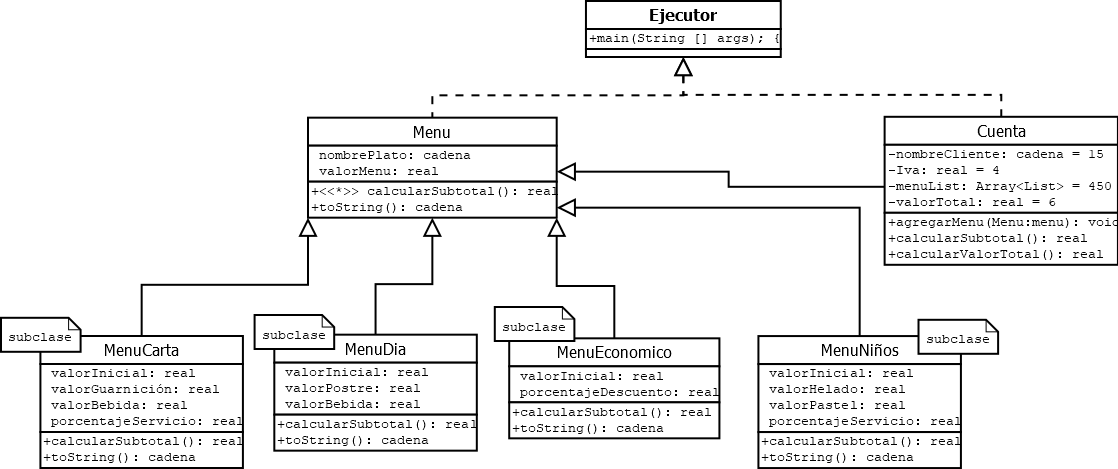 Ejecutor
+main(String [] args); {
Menu
nombrePlato: cadena
valorMenu: real
+<<*>> calcularSubtotal(): real
+toString(): cadena
Cuenta
-nombreCliente: cadena = 15
-Iva: real = 4
-menuList: Array<List> = 450
-valorTotal: real = 6
+agregarMenu(Menu:menu): voic
+calcularSubtotal(): real
+calcularValorTotal(): real
subclase
MenuCarta
valorInicial: real
valorGuarnición: real
valorBebida: real
porcentajeServicio: real
+calcularSubtotal(): real
+toString(): cadena
subclase
MenuDia
valorInicial: real
valorPostre: real
valorBebida: real
+calcularSubtotal(): real
+toString(): cadena
subclase
MenuEconomico
valorInicial: real
porcentajeDescuento: real
+calcularSubtotal(): real
+toString(): cadena
subclase
MenuNiños
valorInicial: real
valorHelado: real
valorPastel: real
porcentajeServicio: real
+calcularSubtotal(): real
+toString(): cadena